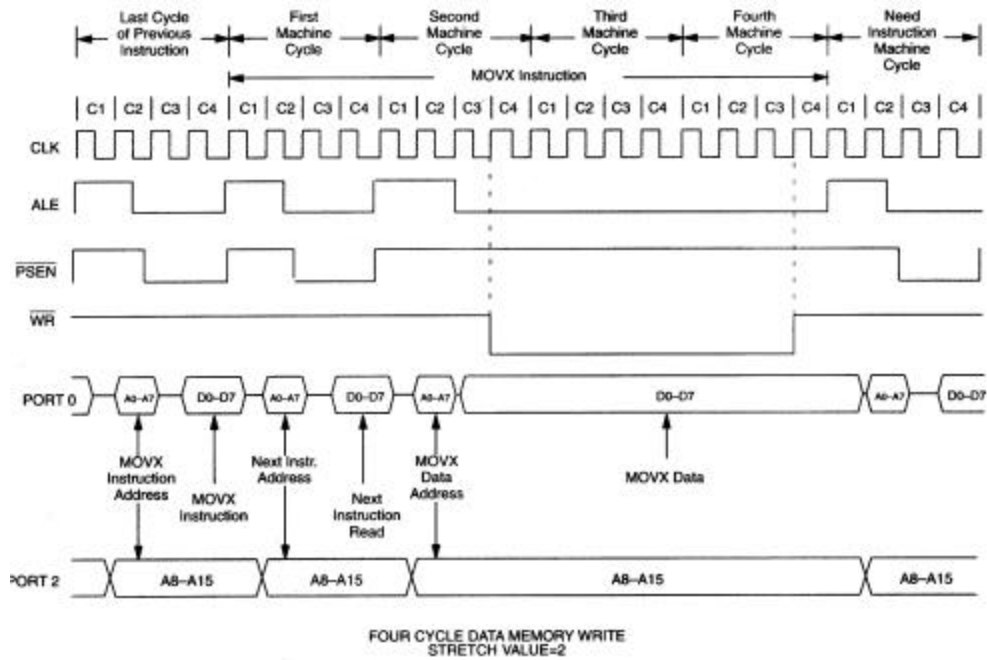 Last Cycle of Previous Instruction
First Machine Cycle
Second Machine Cycle
Third Machine Cycle
Fourth Machine Cycle
Need Instruction Machine Cycle
MOVX Instruction
C1 C2 C3 C4 C1 C2 C3 C4 C1 C2 C3 C4 C1 C2 C3 C4 C1 C2 C3 C4 C1 C2 C3 C4
CLK
ALE
PSEN
WR
PORT 0
A0–A7 D0–D7 A0–A7 D0–D7 A0–A7 D0–D7 A0–A7 D0–D7
MOVX Instruction Address
MOVX Instruction
Next Instr. Address
Next Instruction Read
MOVX Data Address
MOVX Data
PORT 2
A8–A15 A8–A15 A8–A15 A8–A15
FOUR CYCLE DATA MEMORY WRITE
STRETCH VALUE=2